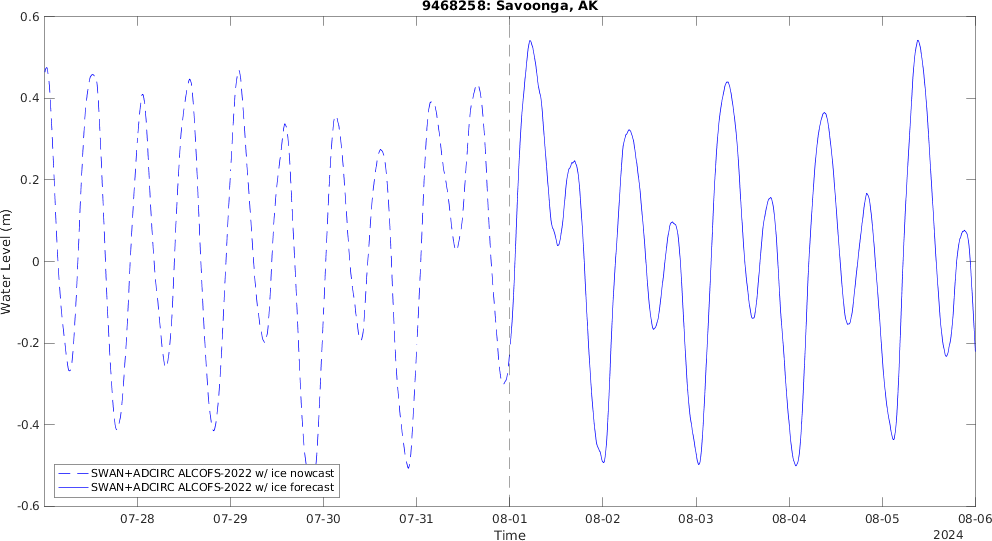 9468258: Savoonga, AK
0.6
0.4
0.2
0
-0.2
-0.4
-0.6
Water Level (m)
SWAN+ADCIRC ALCOFS-2022 w/ ice nowcast
SWAN+ADCIRC ALCOFS-2022 w/ ice forecast
07-28 07-29 07-30 07-31 08-01 08-02 08-03 08-04 08-05 08-06
Time
2024